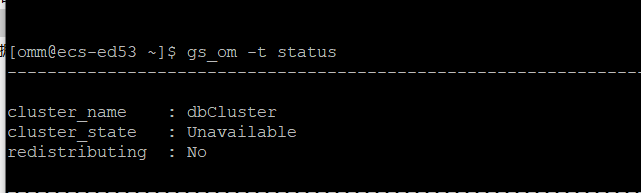 [omm@ecs-ed53 ~]$ gs_om -t status
-----------------------------------------------------------------
cluster_name    : dbCluster
cluster_state   : Unavailable
redistributing  : No
-----------------------------------------------------------------